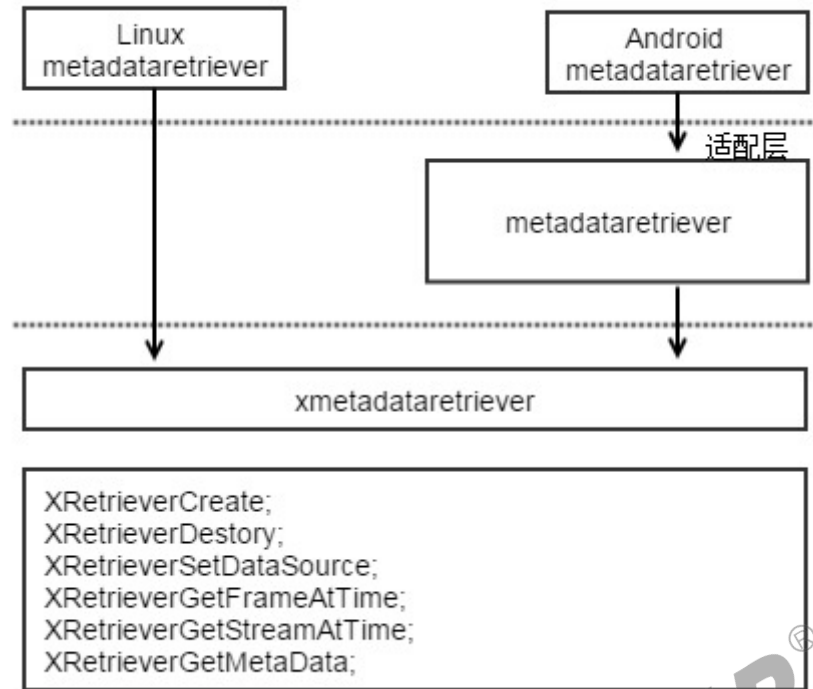 Linux
metadataretriever
Android
metadataretriever
适配层
metadataretriever
xmetadataretriever
XRetrieverCreate;
XRetrieverDestory;
XRetrieverSetDataSource;
XRetrieverGetFrameAtTime;
XRetrieverGetStreamAtTime;
XRetrieverGetMetaData;